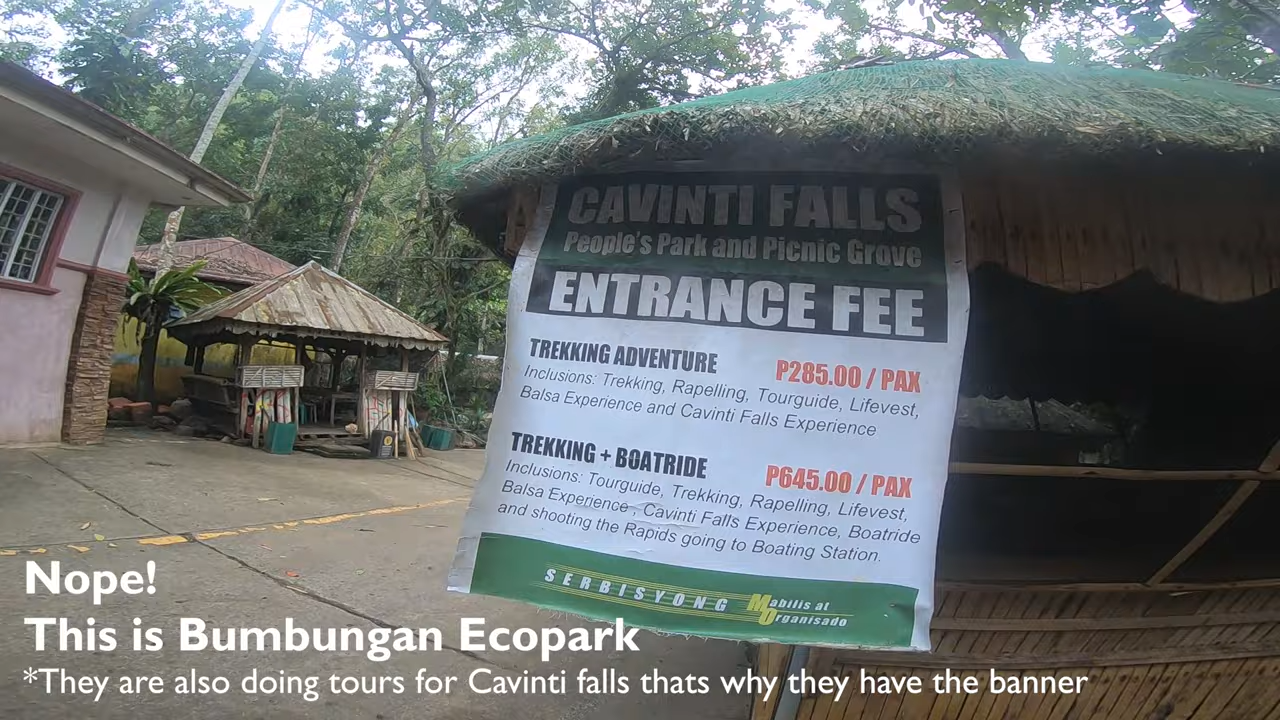 CAVINTI FALLS
People's Park and Picnic Grove
ENTRANCE FEE
TREKKING ADVENTURE P285.00 / PAX
Inclusions: Trekking, Rapelling, Tourguide, Lifevest,
Balsa Experience and Cavinti Falls Experience
TREKKING + BOATRIDE P645.00 / PAX
Inclusions: Tourguide, Trekking, Rapelling, Lifevest,
Balsa Experience , Cavinti Falls Experience, Boatride
and shooting the Rapids going to Boating Station.
SERBISYONG Mabilis at
Organisado
Nope!
This is Bumbungan Ecopark
*They are also doing tours for Cavinti falls thats why they have the banner